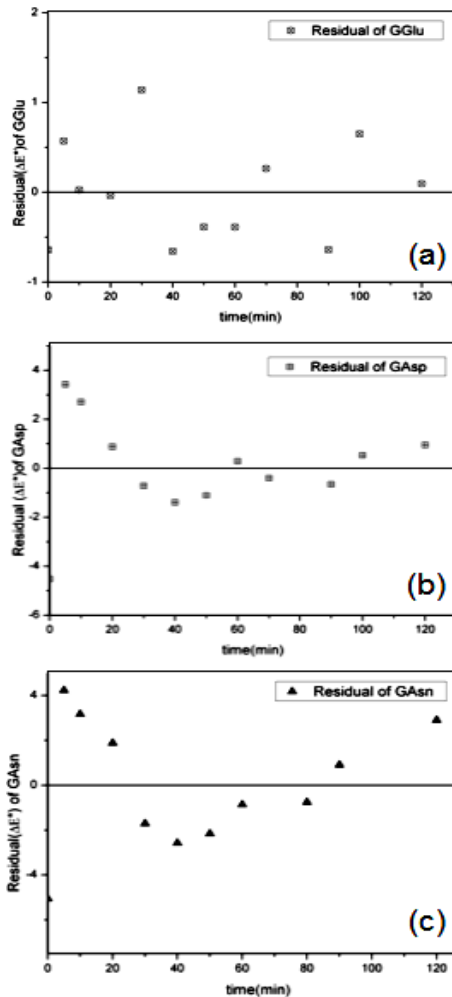 2
Residual of GGlu
1
0
-1
Residual(ΔE*)of GGlu
0 20 40 60 80 100 120
time(min)
(a)
4
Residual of GAsp
2
0
-2
-4
-6
Residual (ΔE*)of GAsp
0 20 40 60 80 100 120
time(min)
(b)
4
Residual of GAsn
0
-4
Residual(ΔE*) of GAsn
0 20 40 60 80 100 120
time(min)
(c)